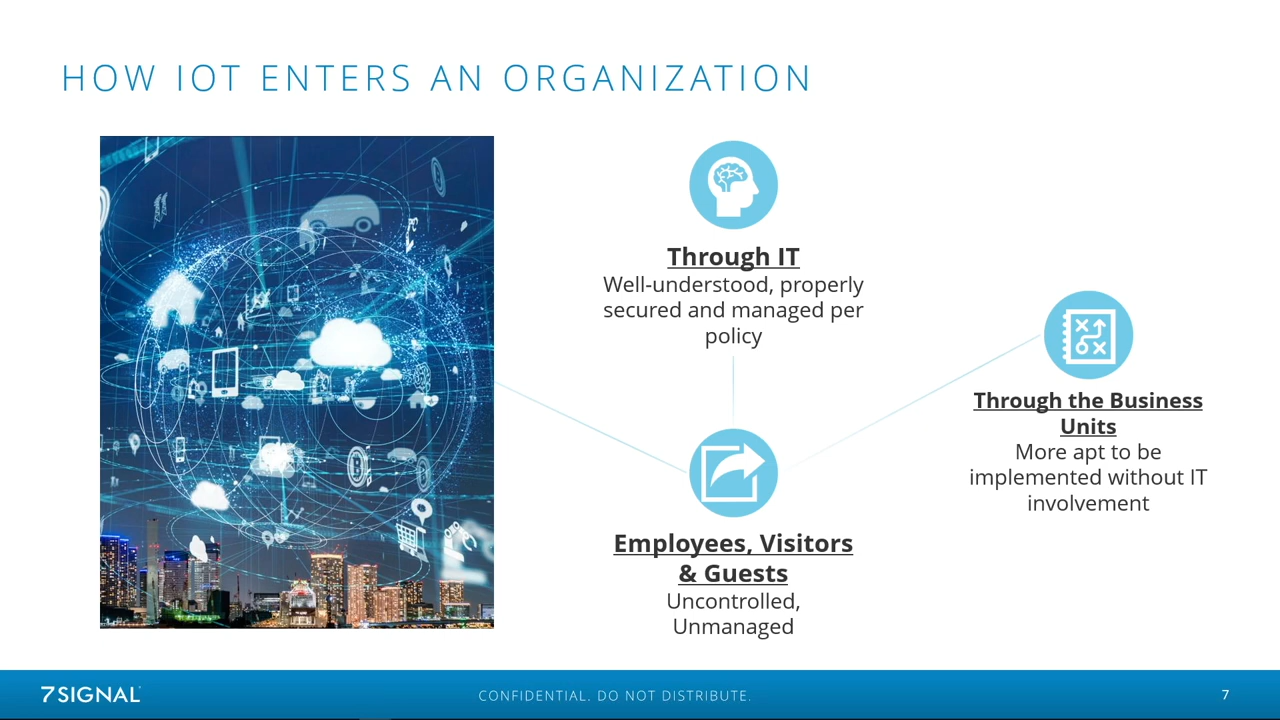 HOW IOT ENTERS AN ORGANIZATION
Through IT
Well-understood, properly
secured and managed per
policy
Through the Business
Units
More apt to be
implemented without IT
involvement
Employees, Visitors
& Guests
Uncontrolled,
Unmanaged
7SIGNAL
CONFIDENTIAL. DO NOT DISTRIBUTE.
7